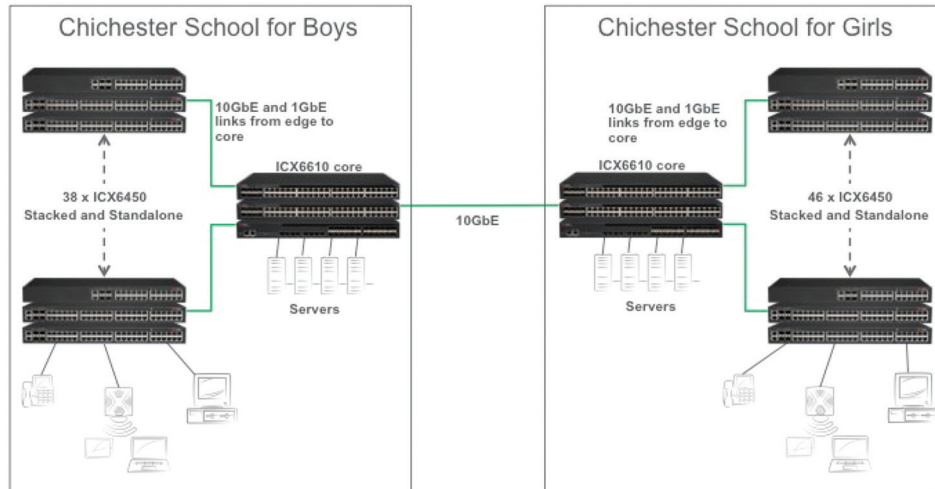 Chichester School for Boys
10GbE and 1GbE
links from edge to
core
ICX6610 core
38 x ICX6450
Stacked and Standalone
Servers
10GbE
Chichester School for Girls
10GbE and 1GbE
links from edge to
core
ICX6610 core
46 x ICX6450
Stacked and Standalone
Servers